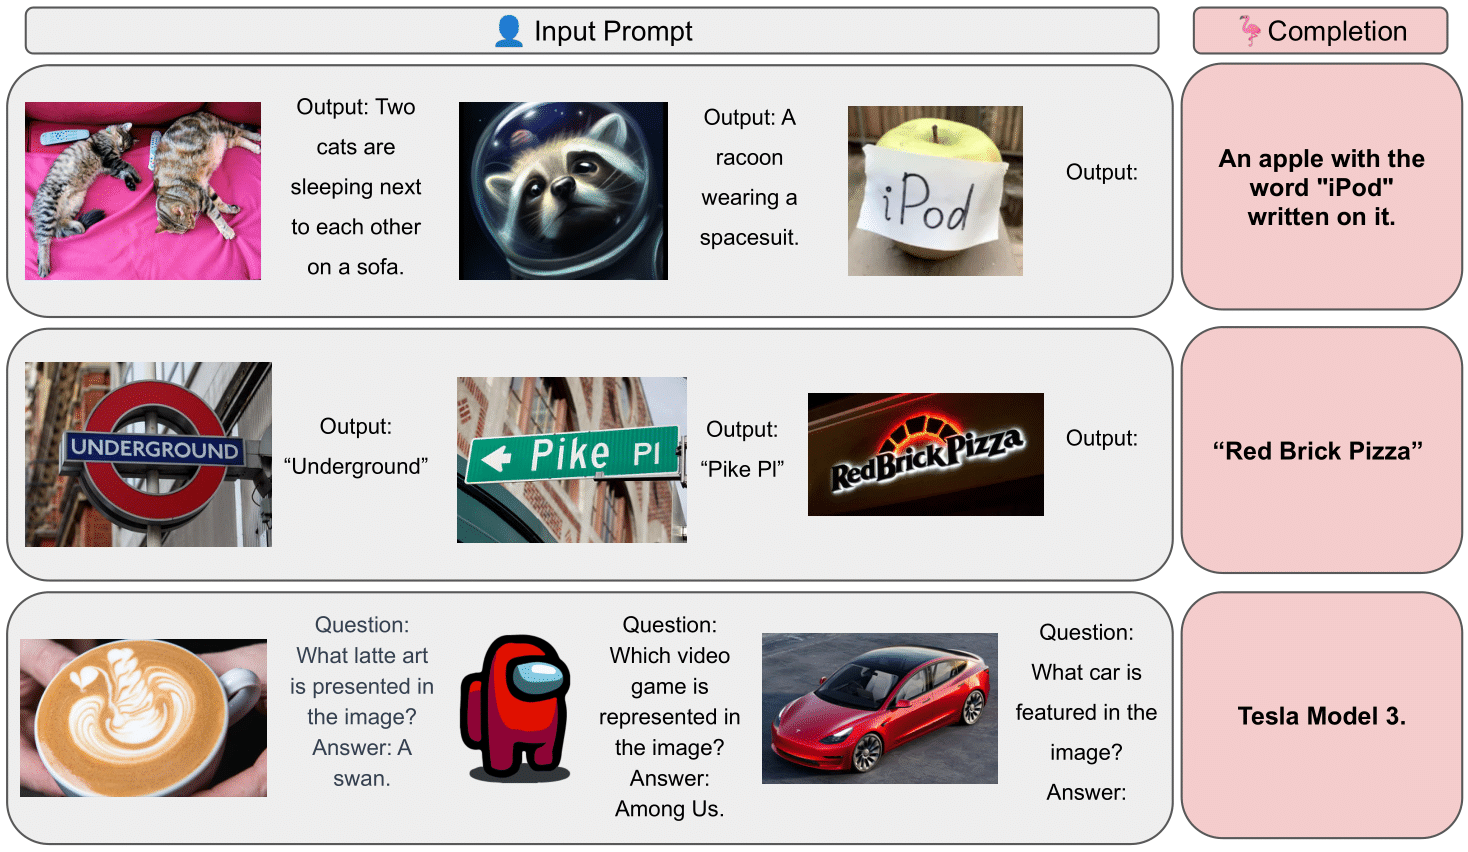 Input Prompt
Completion
Output: Two
cats are
sleeping next
to each other
on a sofa.
Output: A
racoon
wearing a
spacesuit.
iPod
Output:
An apple with the
word "iPod"
written on it.
UNDERGROUND
Output:
“Underground”
Pike Pl
Output:
“Pike Pl”
RedBrickPizza
Output:
“Red Brick Pizza”
Question:
What latte art
is presented in
the image?
Answer: A
swan.
Question:
Which video
game is
represented in
the image?
Answer:
Among Us.
Question:
What car is
featured in the
image?
Answer:
Tesla Model 3.